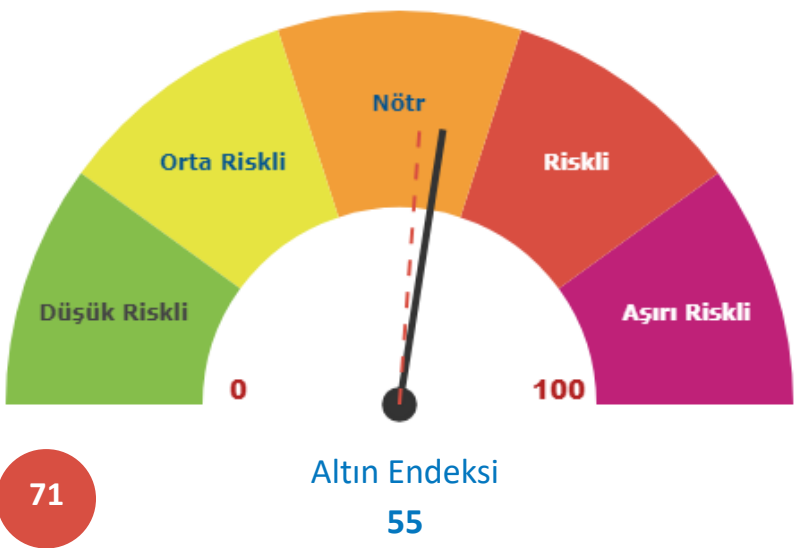 Nötr
Orta Riskli
Riskli
Düşük Riskli
Aşırı Riskli
0
100
71
Altın Endeksi
55